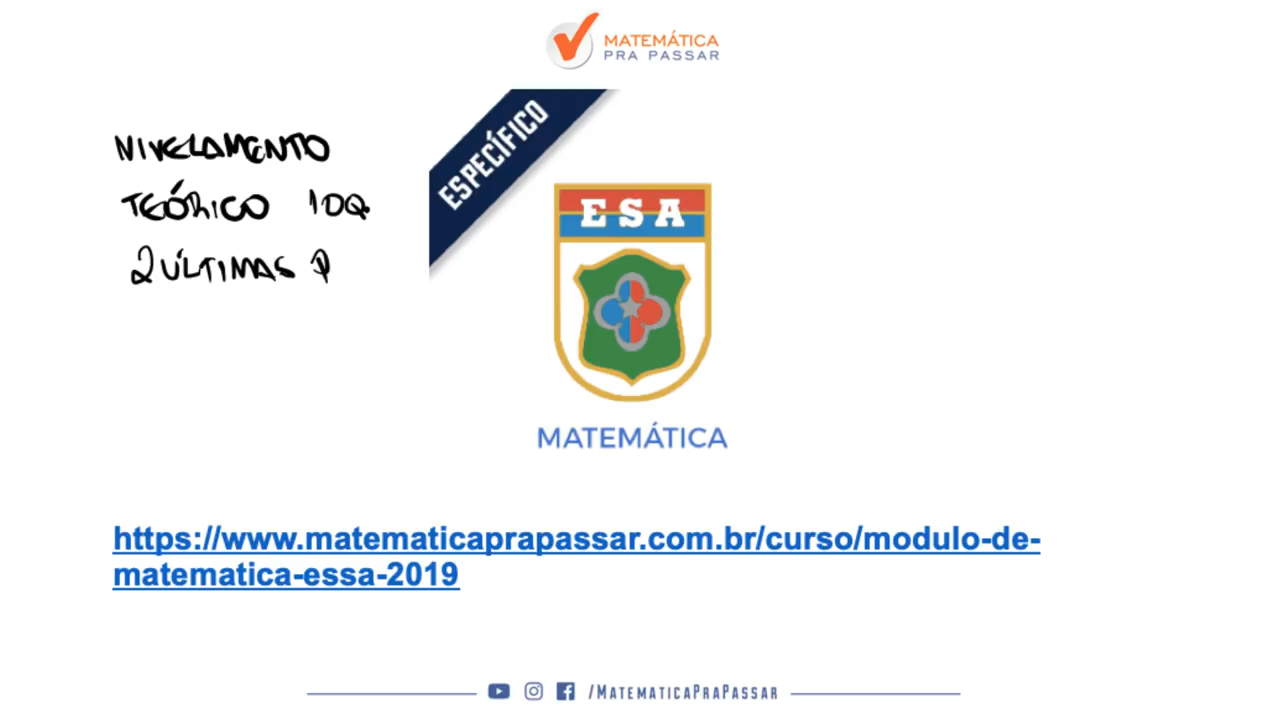 MATEMÁTICA
PRA PASSAR
NIVELAMENTO
TEÓRICO 10Q
2 ÚLTIMAS P
ESPECÍFICO
ESA
MATEMÁTICA
https://www.matematicaprapassar.com.br/curso/modulo-de-
matematica-essa-2019
/MATEMATICAPRAPASSAR